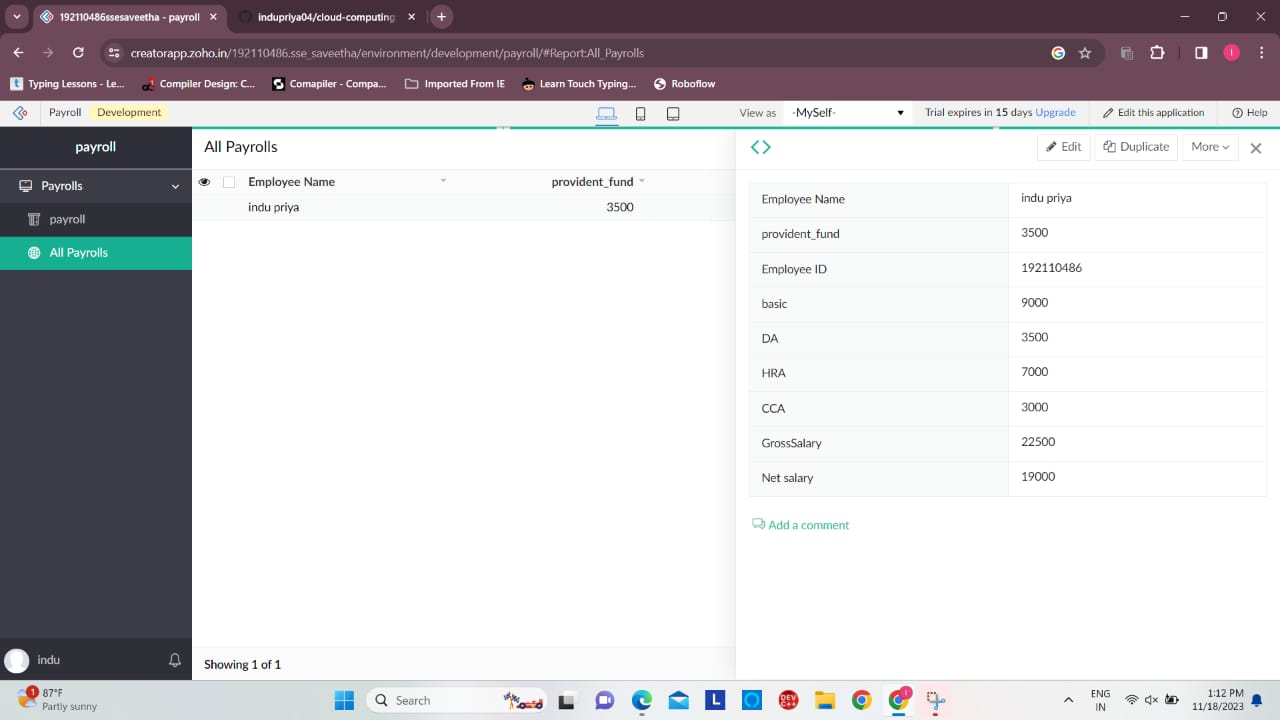 192110486ssesaveetha - payroll
indupriya04/cloud-computing
creatorapp.zoho.in/192110486.sse_saveetha/environment/development/payroll/#Report:All_Payrolls
Typing Lessons - Le...
Compiler Design: C...
Comapiler - Compa...
Imported From IE
Learn Touch Typing...
Roboflow
Payroll Development
View as -MySelf-
Trial expires in 15 days Upgrade
Edit this application
Help
payroll
Payrolls
payroll
All Payrolls
indu
All Payrolls
Employee Name provident_fund
indu priya 3500
Showing 1 of 1
Edit Duplicate More
Employee Name indu priya
provident_fund 3500
Employee ID 192110486
basic 9000
DA 3500
HRA 7000
CCA 3000
GrossSalary 22500
Net salary 19000
Add a comment
1
87°F
Partly sunny
Search
L
DEV
C++
ENG
IN
1:12 PM
11/18/2023